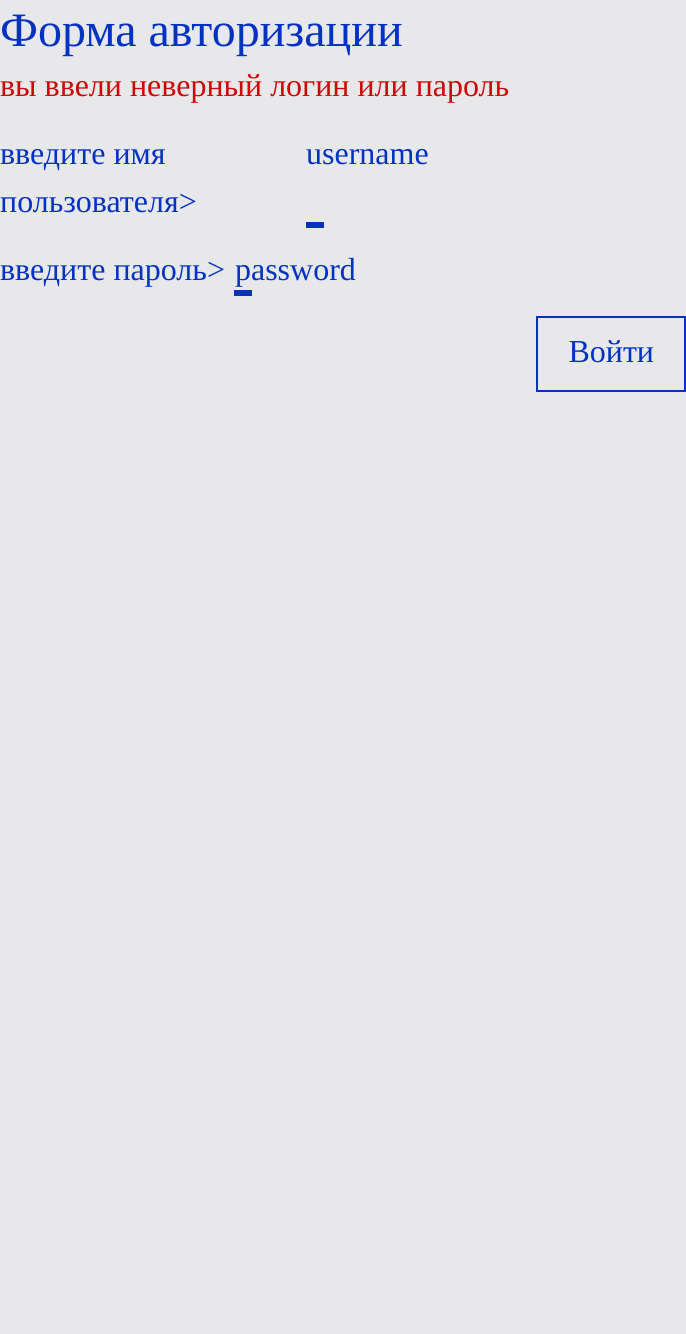 Форма авторизации
вы ввели неверный логин или пароль
введите имя username
пользователя>
введите пароль> password
Войти